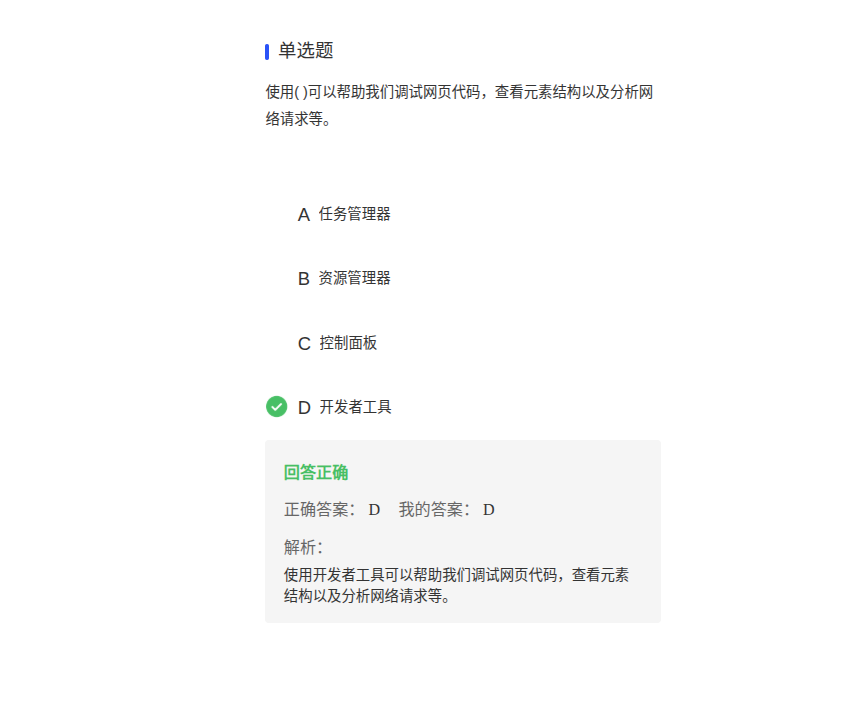 单选题
使用( )可以帮助我们调试网页代码，查看元素结构以及分析网
络请求等。
A 任务管理器
B 资源管理器
C 控制面板
D 开发者工具
回答正确
正确答案： D 我的答案： D
解析：
使用开发者工具可以帮助我们调试网页代码，查看元素
结构以及分析网络请求等。